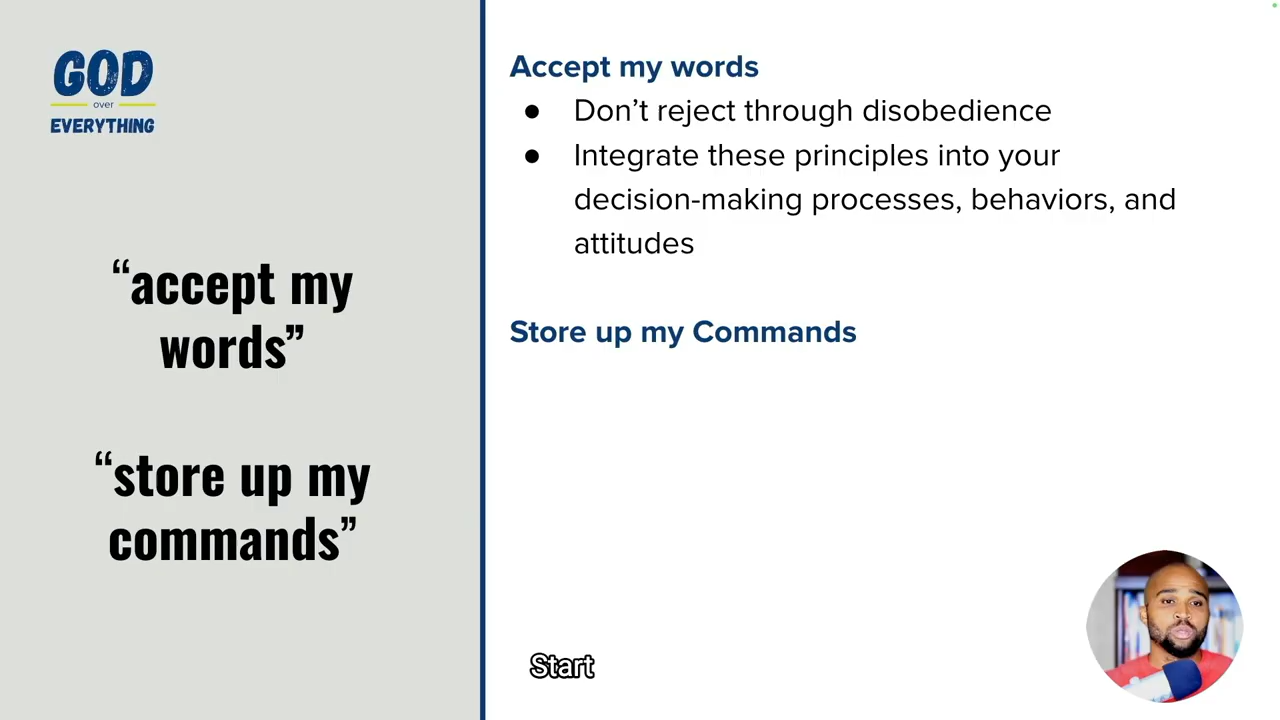 GOD
over
EVERYTHING
“accept my
words”
“store up my
commands”
Accept my words
● Don’t reject through disobedience
● Integrate these principles into your
decision-making processes, behaviors, and
attitudes
Store up my Commands
Start